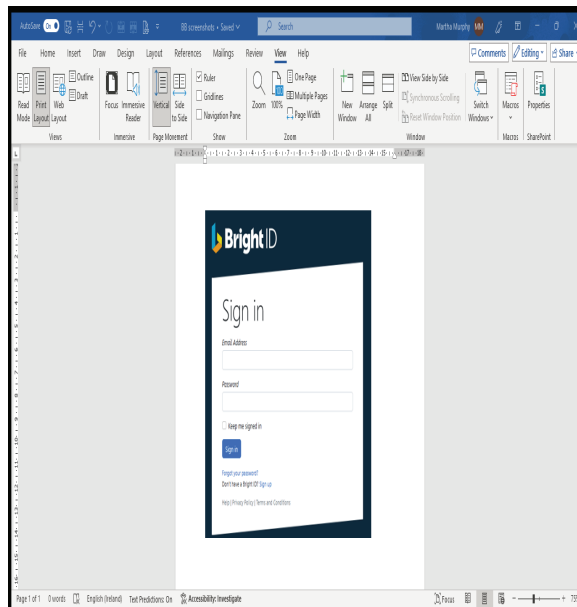 AutoSave On BB screenshots • Saved Search Martha Murphy MM
File Home Insert Draw Design Layout References Mailings Review View Help Comments Editing Share
Read Mode Print Layout Web Layout Outline Draft Focus Immersive Reader Vertical Side to Side Ruler Gridlines Navigation Pane Zoom 100% One Page Multiple Pages Page Width New Window Arrange All Split View Side by Side Synchronous Scrolling Reset Window Position Switch Windows Macros Properties
Views Immersive Page Movement Show Zoom Window Macros SharePoint
Bright ID
Sign in
Email Address
Password
Keep me signed in
Sign in
Forgot your password?
Don't have a Bright ID? Sign up
Help | Privacy Policy | Terms and Conditions
Page 1 of 1 0 words English (Ireland) Text Predictions: On Accessibility: Investigate Focus